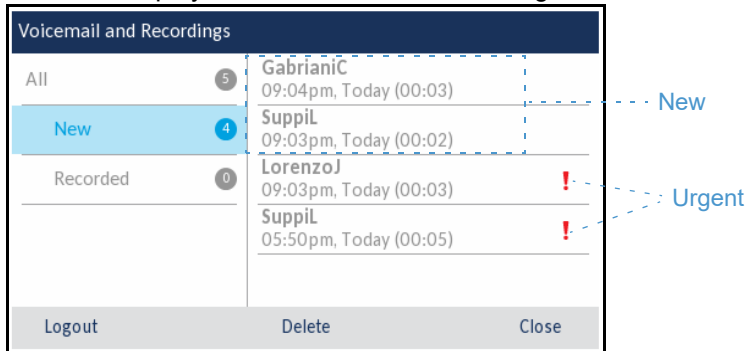 Voicemail and Recordings
All 5
New 4
Recorded 0
GabrianiC
09:04pm, Today (00:03)
SuppiL
09:03pm, Today (00:02)
LorenzoJ
09:03pm, Today (00:03) !
SuppiL
05:50pm, Today (00:05) !
New
Urgent
Logout Delete Close